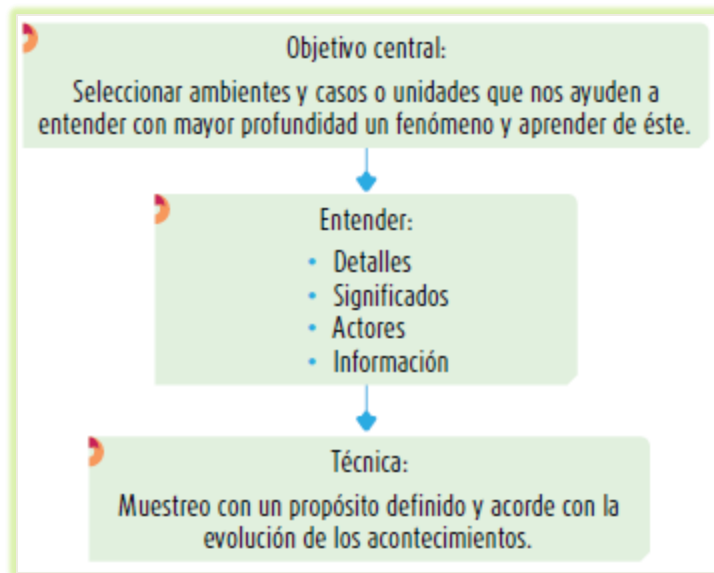 Objetivo central:
Seleccionar ambientes y casos o unidades que nos ayuden a
entender con mayor profundidad un fenómeno y aprender de éste.
Entender:
• Detalles
• Significados
• Actores
• Información
Técnica:
Muestreo con un propósito definido y acorde con la
evolución de los acontecimientos.